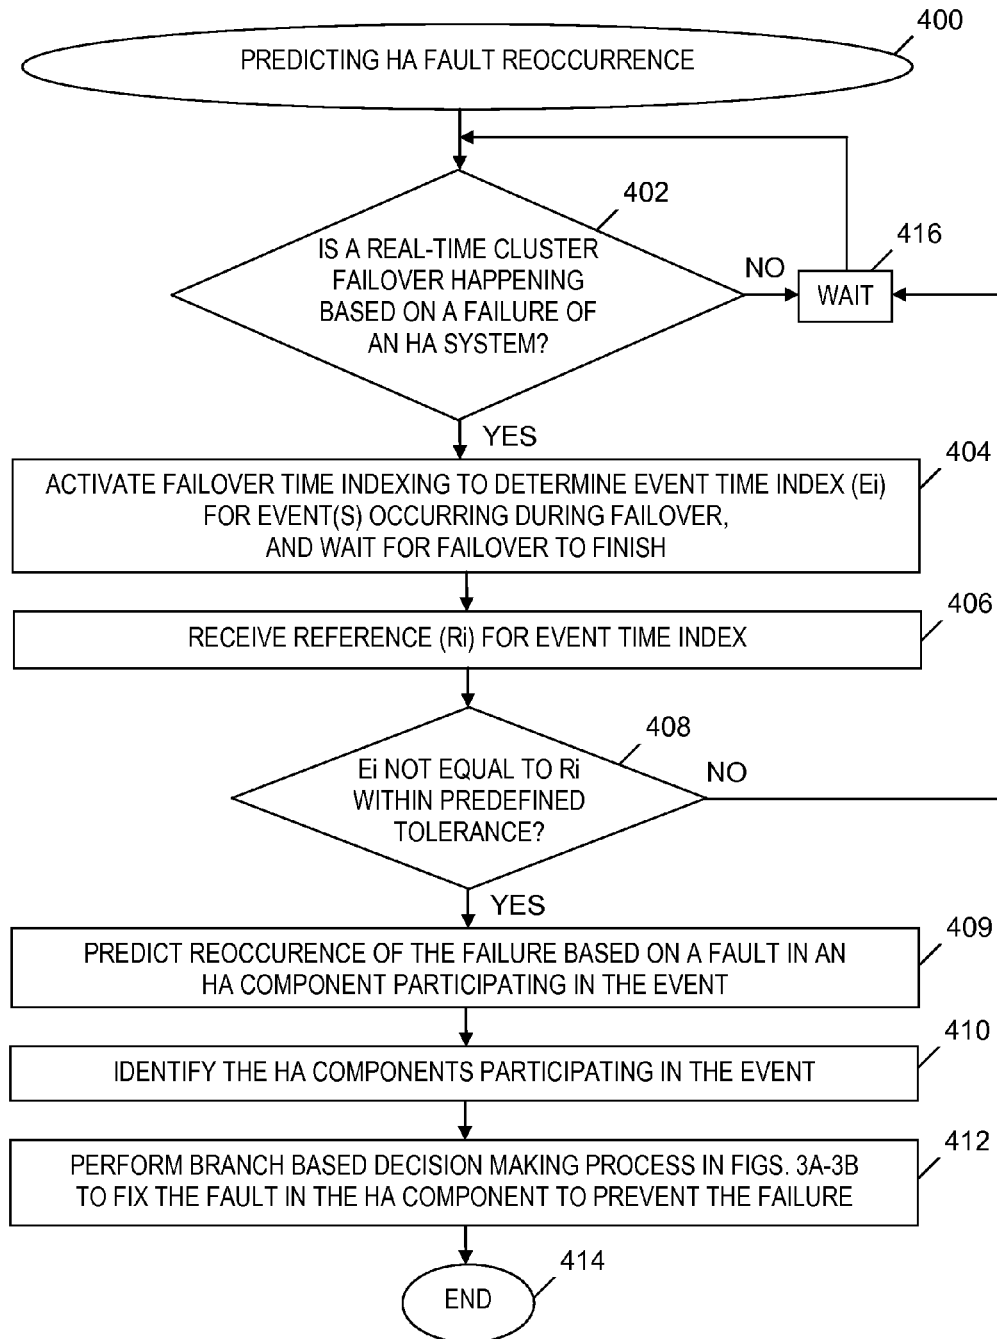 400
PREDICTING HA FAULT REOCCURRENCE
402
IS A REAL-TIME CLUSTER
FAILOVER HAPPENING
BASED ON A FAILURE OF
AN HA SYSTEM?
NO
416
WAIT
YES
404
ACTIVATE FAILOVER TIME INDEXING TO DETERMINE EVENT TIME INDEX (Ei)
FOR EVENT(S) OCCURRING DURING FAILOVER,
AND WAIT FOR FAILOVER TO FINISH
406
RECEIVE REFERENCE (Ri) FOR EVENT TIME INDEX
408
Ei NOT EQUAL TO Ri
WITHIN PREDEFINED
TOLERANCE?
NO
YES
409
PREDICT REOCCURENCE OF THE FAILURE BASED ON A FAULT IN AN
HA COMPONENT PARTICIPATING IN THE EVENT
410
IDENTIFY THE HA COMPONENTS PARTICIPATING IN THE EVENT
412
PERFORM BRANCH BASED DECISION MAKING PROCESS IN FIGS. 3A-3B
TO FIX THE FAULT IN THE HA COMPONENT TO PREVENT THE FAILURE
414
END